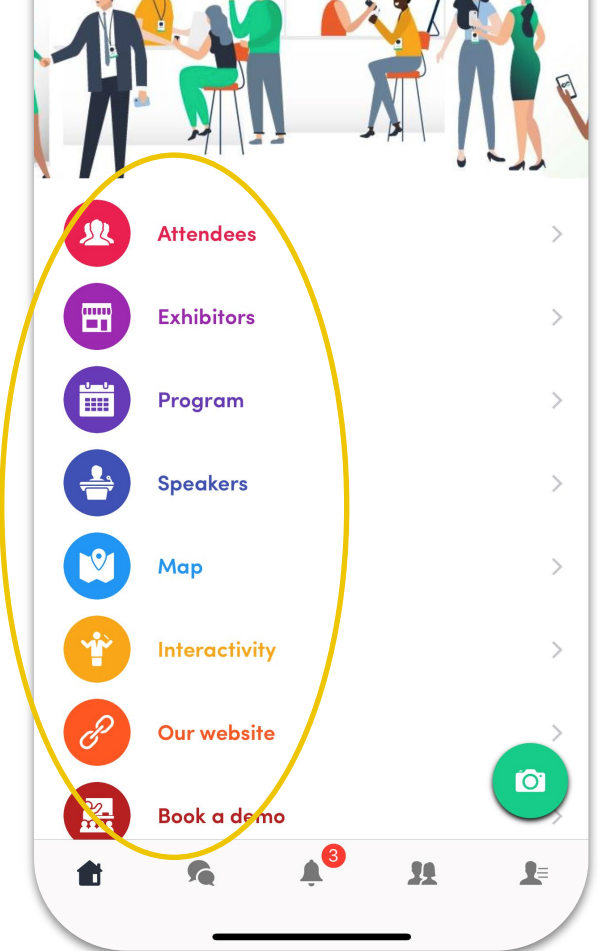 Attendees
Exhibitors
Program
Speakers
Map
Interactivity
Our website
Book a demo
3